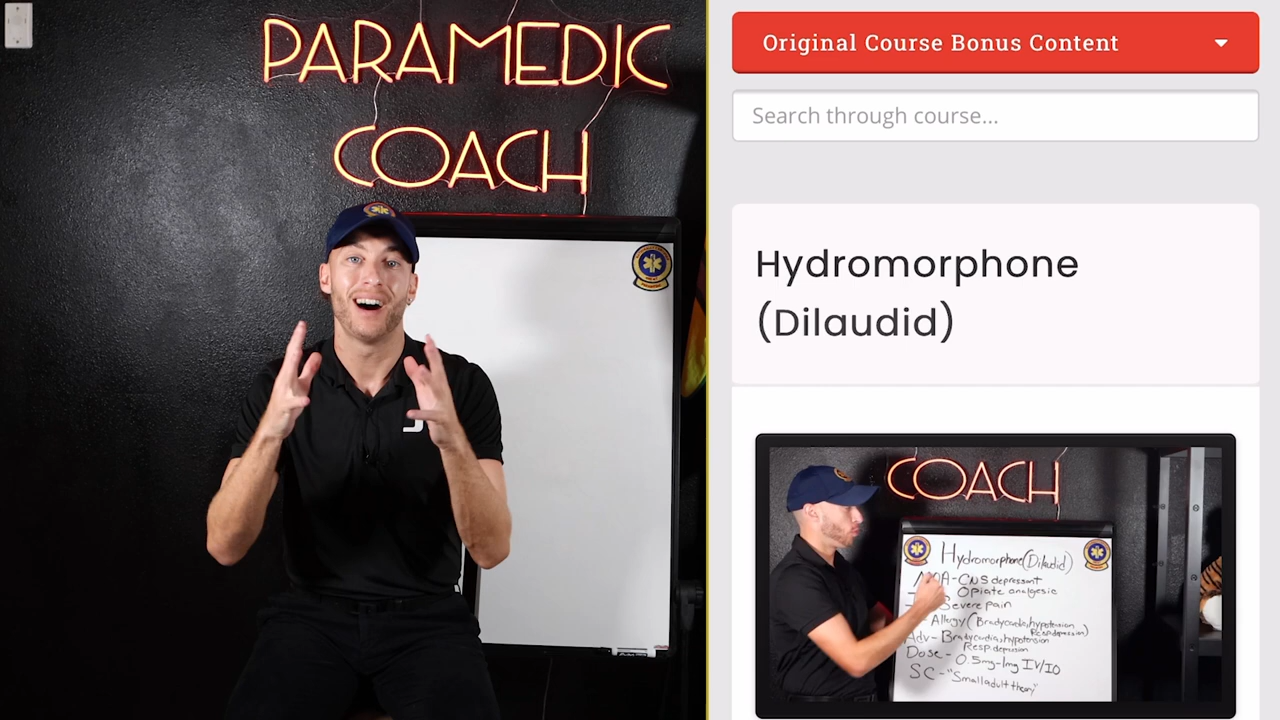 PARAMEDIC
COACH
Original Course Bonus Content
Search through course...
Hydromorphone
(Dilaudid)
COACH
Hydromorphone (Dilaudid)
CNS depressant
Opiate analgesic
Severe pain
Allergy (Bradycardia, hypotension
Resp. depression)
Adv - Bradycardia, hypotension
Resp. depression
Dose - 0.5mg-1mg IV/IO
SC - "Small adult theory"